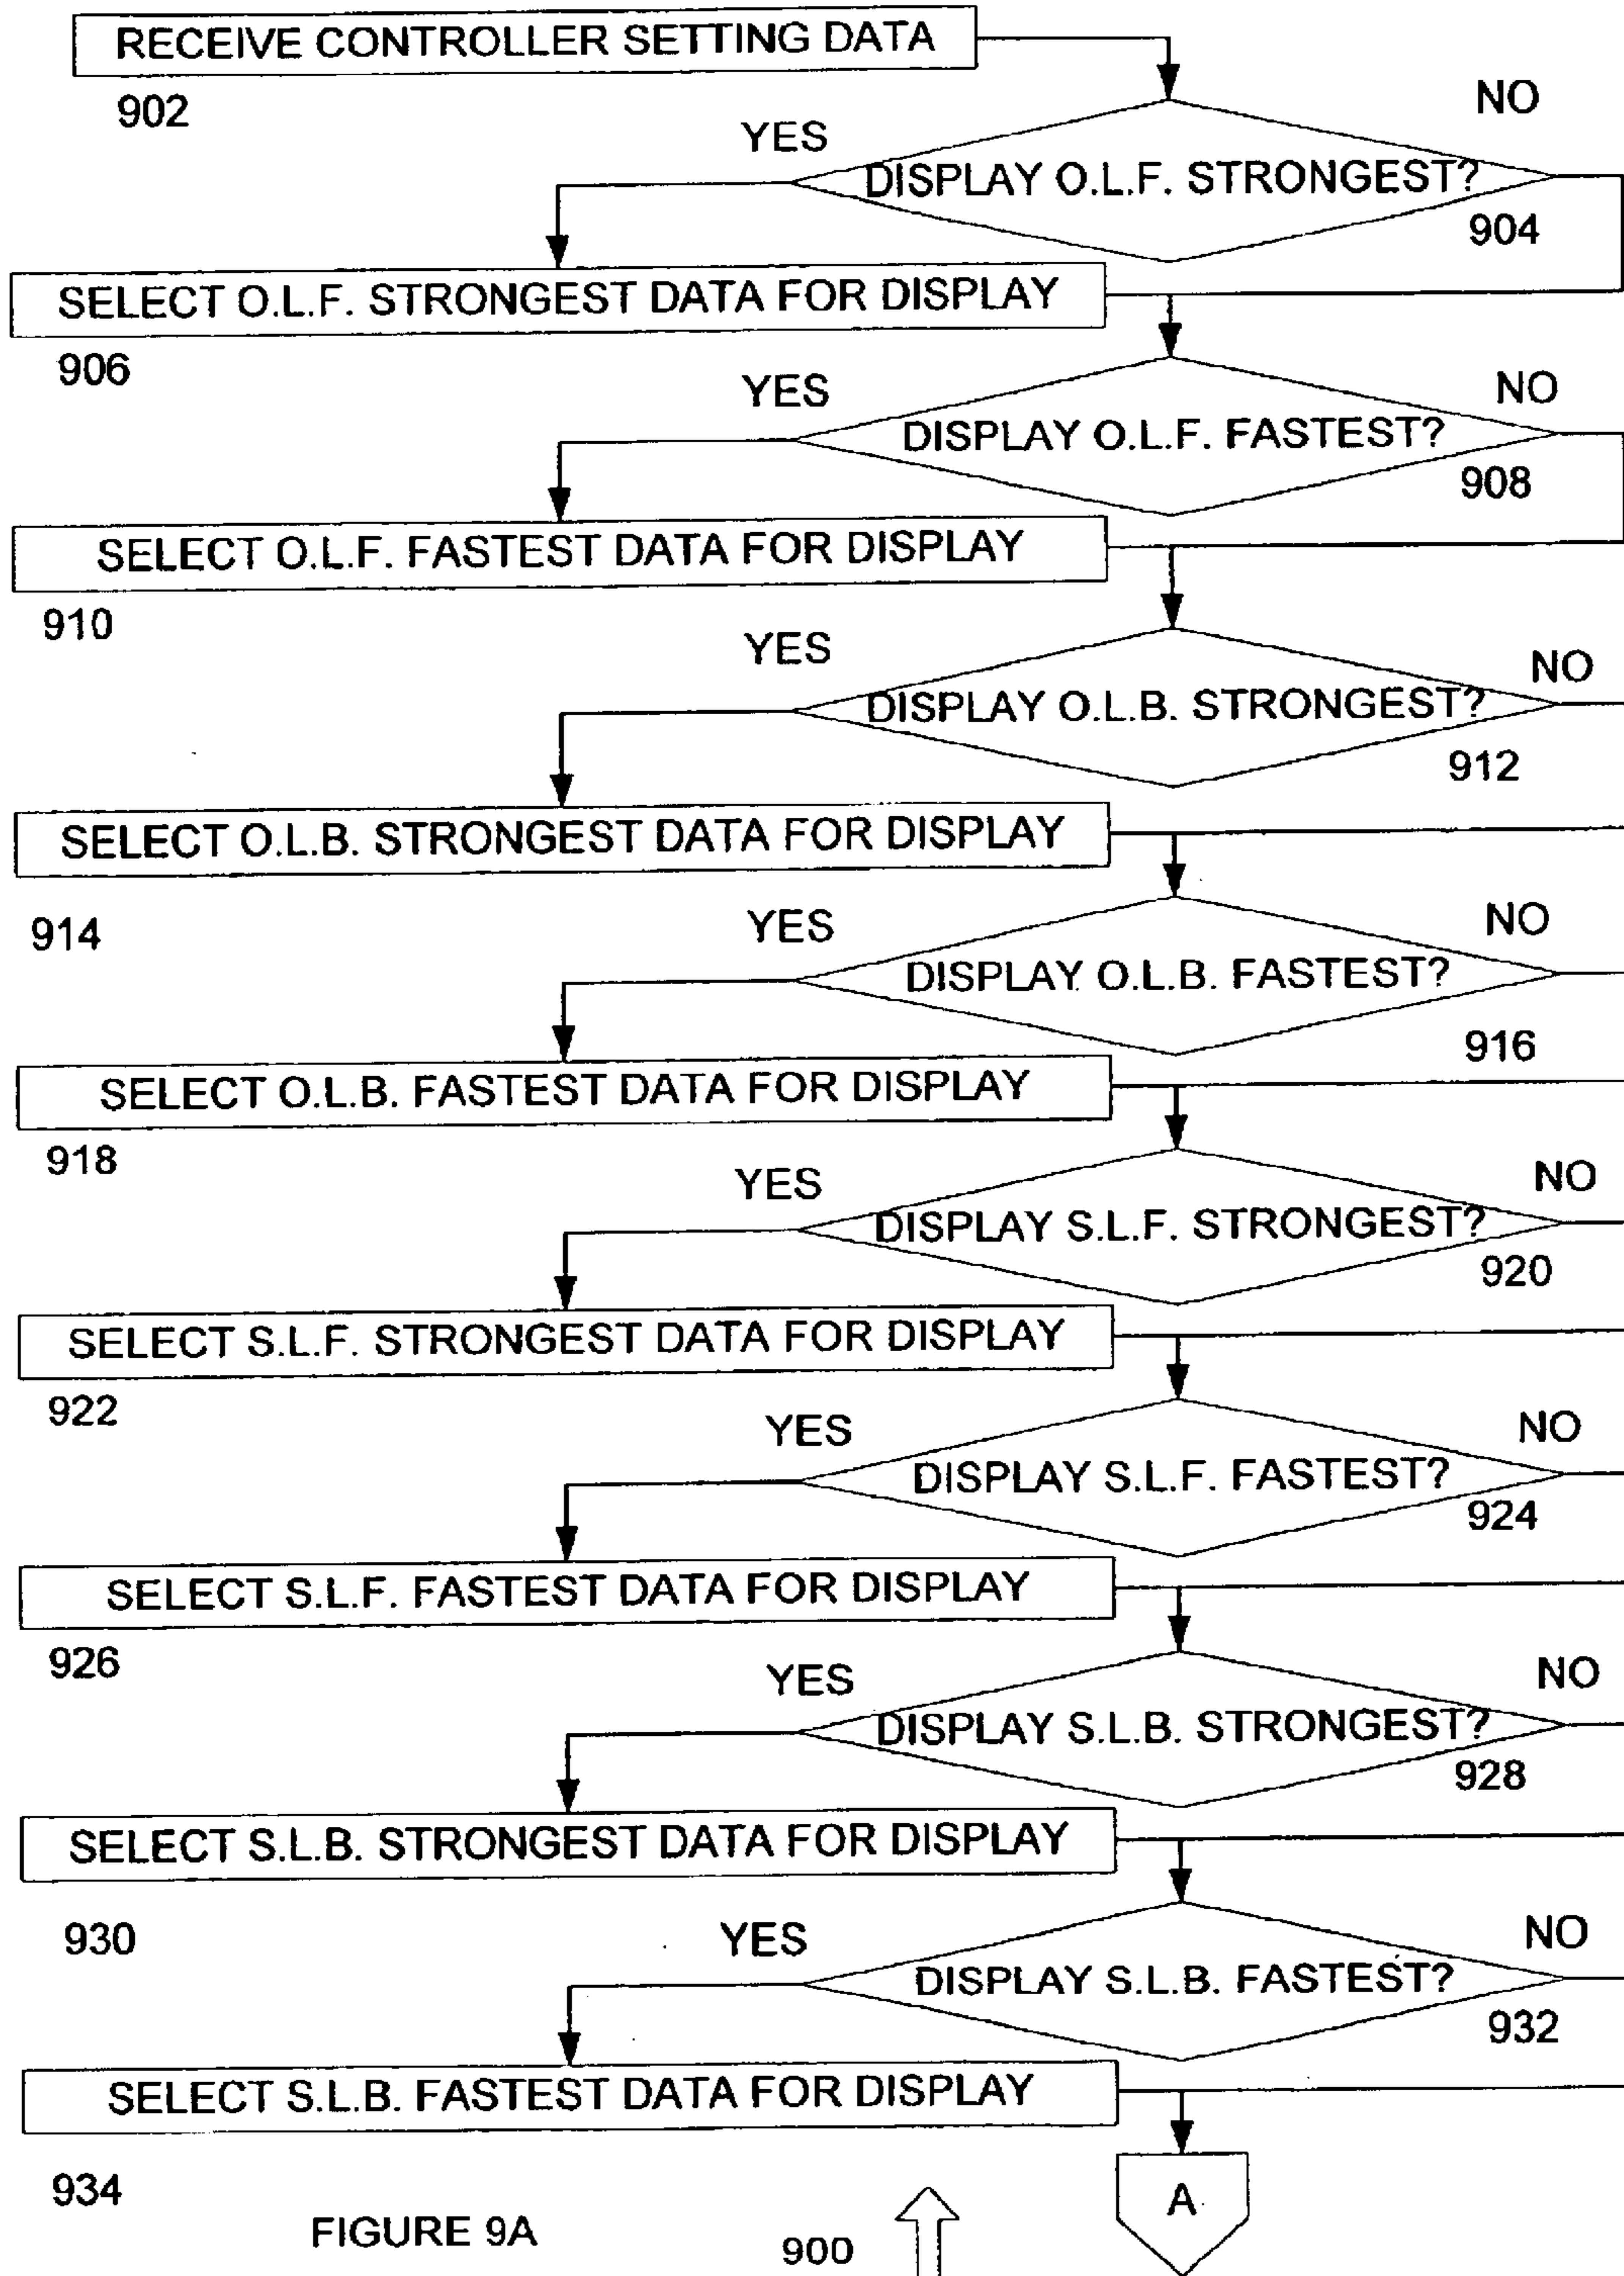 RECEIVE CONTROLLER SETTING DATA
902
NO
YES
DISPLAY O.L.F. STRONGEST?
904
SELECT O.L.F. STRONGEST DATA FOR DISPLAY
906
YES
NO
DISPLAY O.L.F. FASTEST?
908
SELECT O.L.F. FASTEST DATA FOR DISPLAY
910
YES
NO
DISPLAY O.L.B. STRONGEST?
912
SELECT O.L.B. STRONGEST DATA FOR DISPLAY
914
YES
NO
DISPLAY O.L.B. FASTEST?
916
SELECT O.L.B. FASTEST DATA FOR DISPLAY
918
YES
NO
DISPLAY S.L.F. STRONGEST?
920
SELECT S.L.F. STRONGEST DATA FOR DISPLAY
922
YES
NO
DISPLAY S.L.F. FASTEST?
924
SELECT S.L.F. FASTEST DATA FOR DISPLAY
926
YES
NO
DISPLAY S.L.B. STRONGEST?
928
SELECT S.L.B. STRONGEST DATA FOR DISPLAY
930
YES
NO
DISPLAY S.L.B. FASTEST?
932
SELECT S.L.B. FASTEST DATA FOR DISPLAY
934
A
FIGURE 9A
900